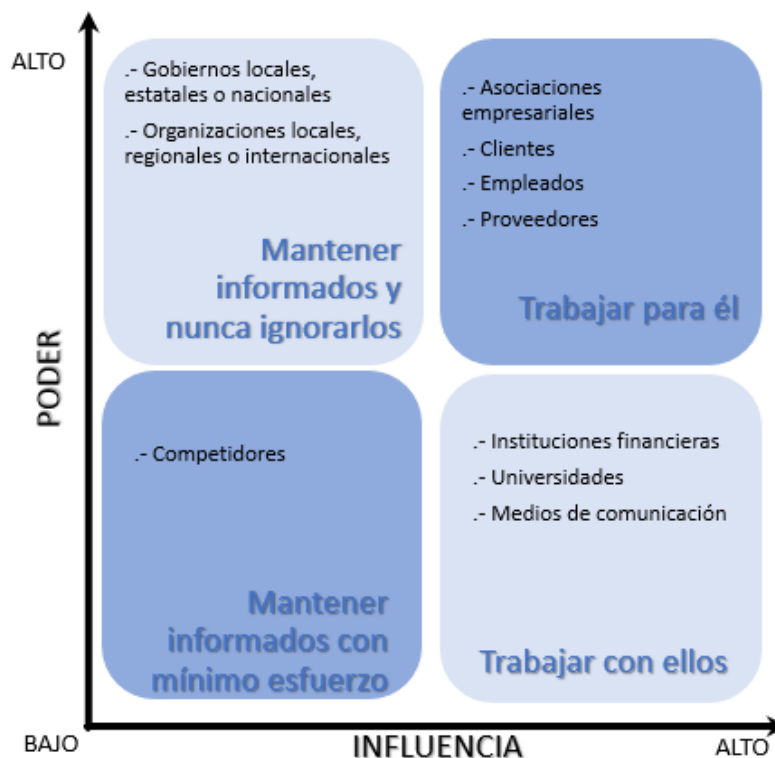 ALTO
.- Gobiernos locales,
estatales o nacionales
.- Organizaciones locales,
regionales o internacionales
Mantener
informados y
nunca ignorarlos
.- Asociaciones
empresariales
.- Clientes
.- Empleados
.- Proveedores
Trabajar para él
PODER
.- Competidores
Mantener
informados con
mínimo esfuerzo
.- Instituciones financieras
.- Universidades
.- Medios de comunicación
Trabajar con ellos
BAJO
INFLUENCIA
ALTO